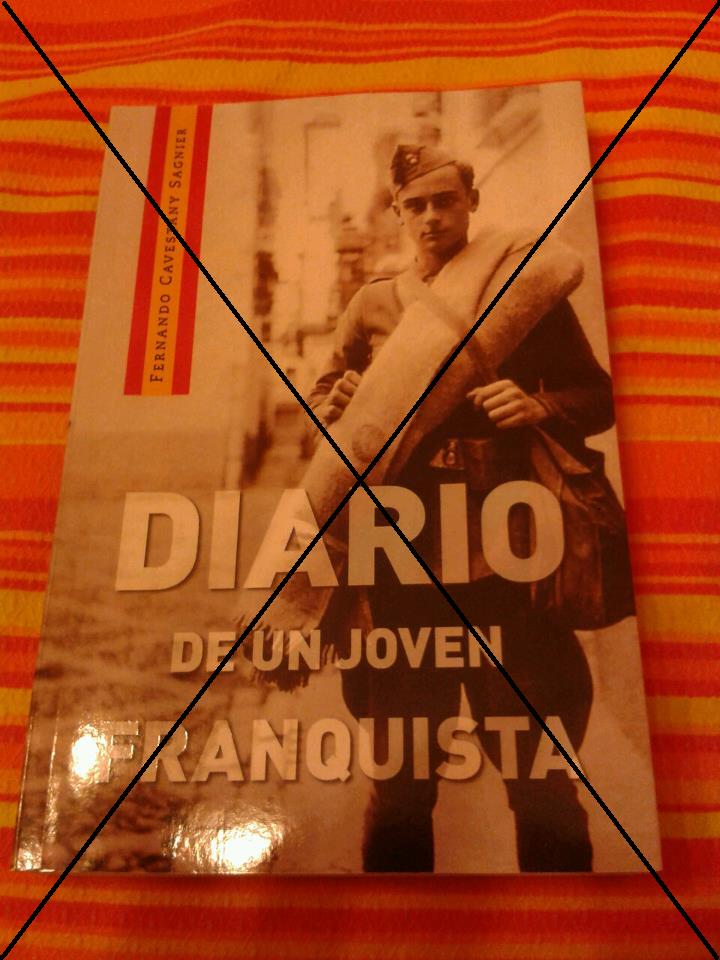 FERNANDO CAVESTANY SAGNIER
DIARIO
DE UN JOVEN
FRANQUISTA